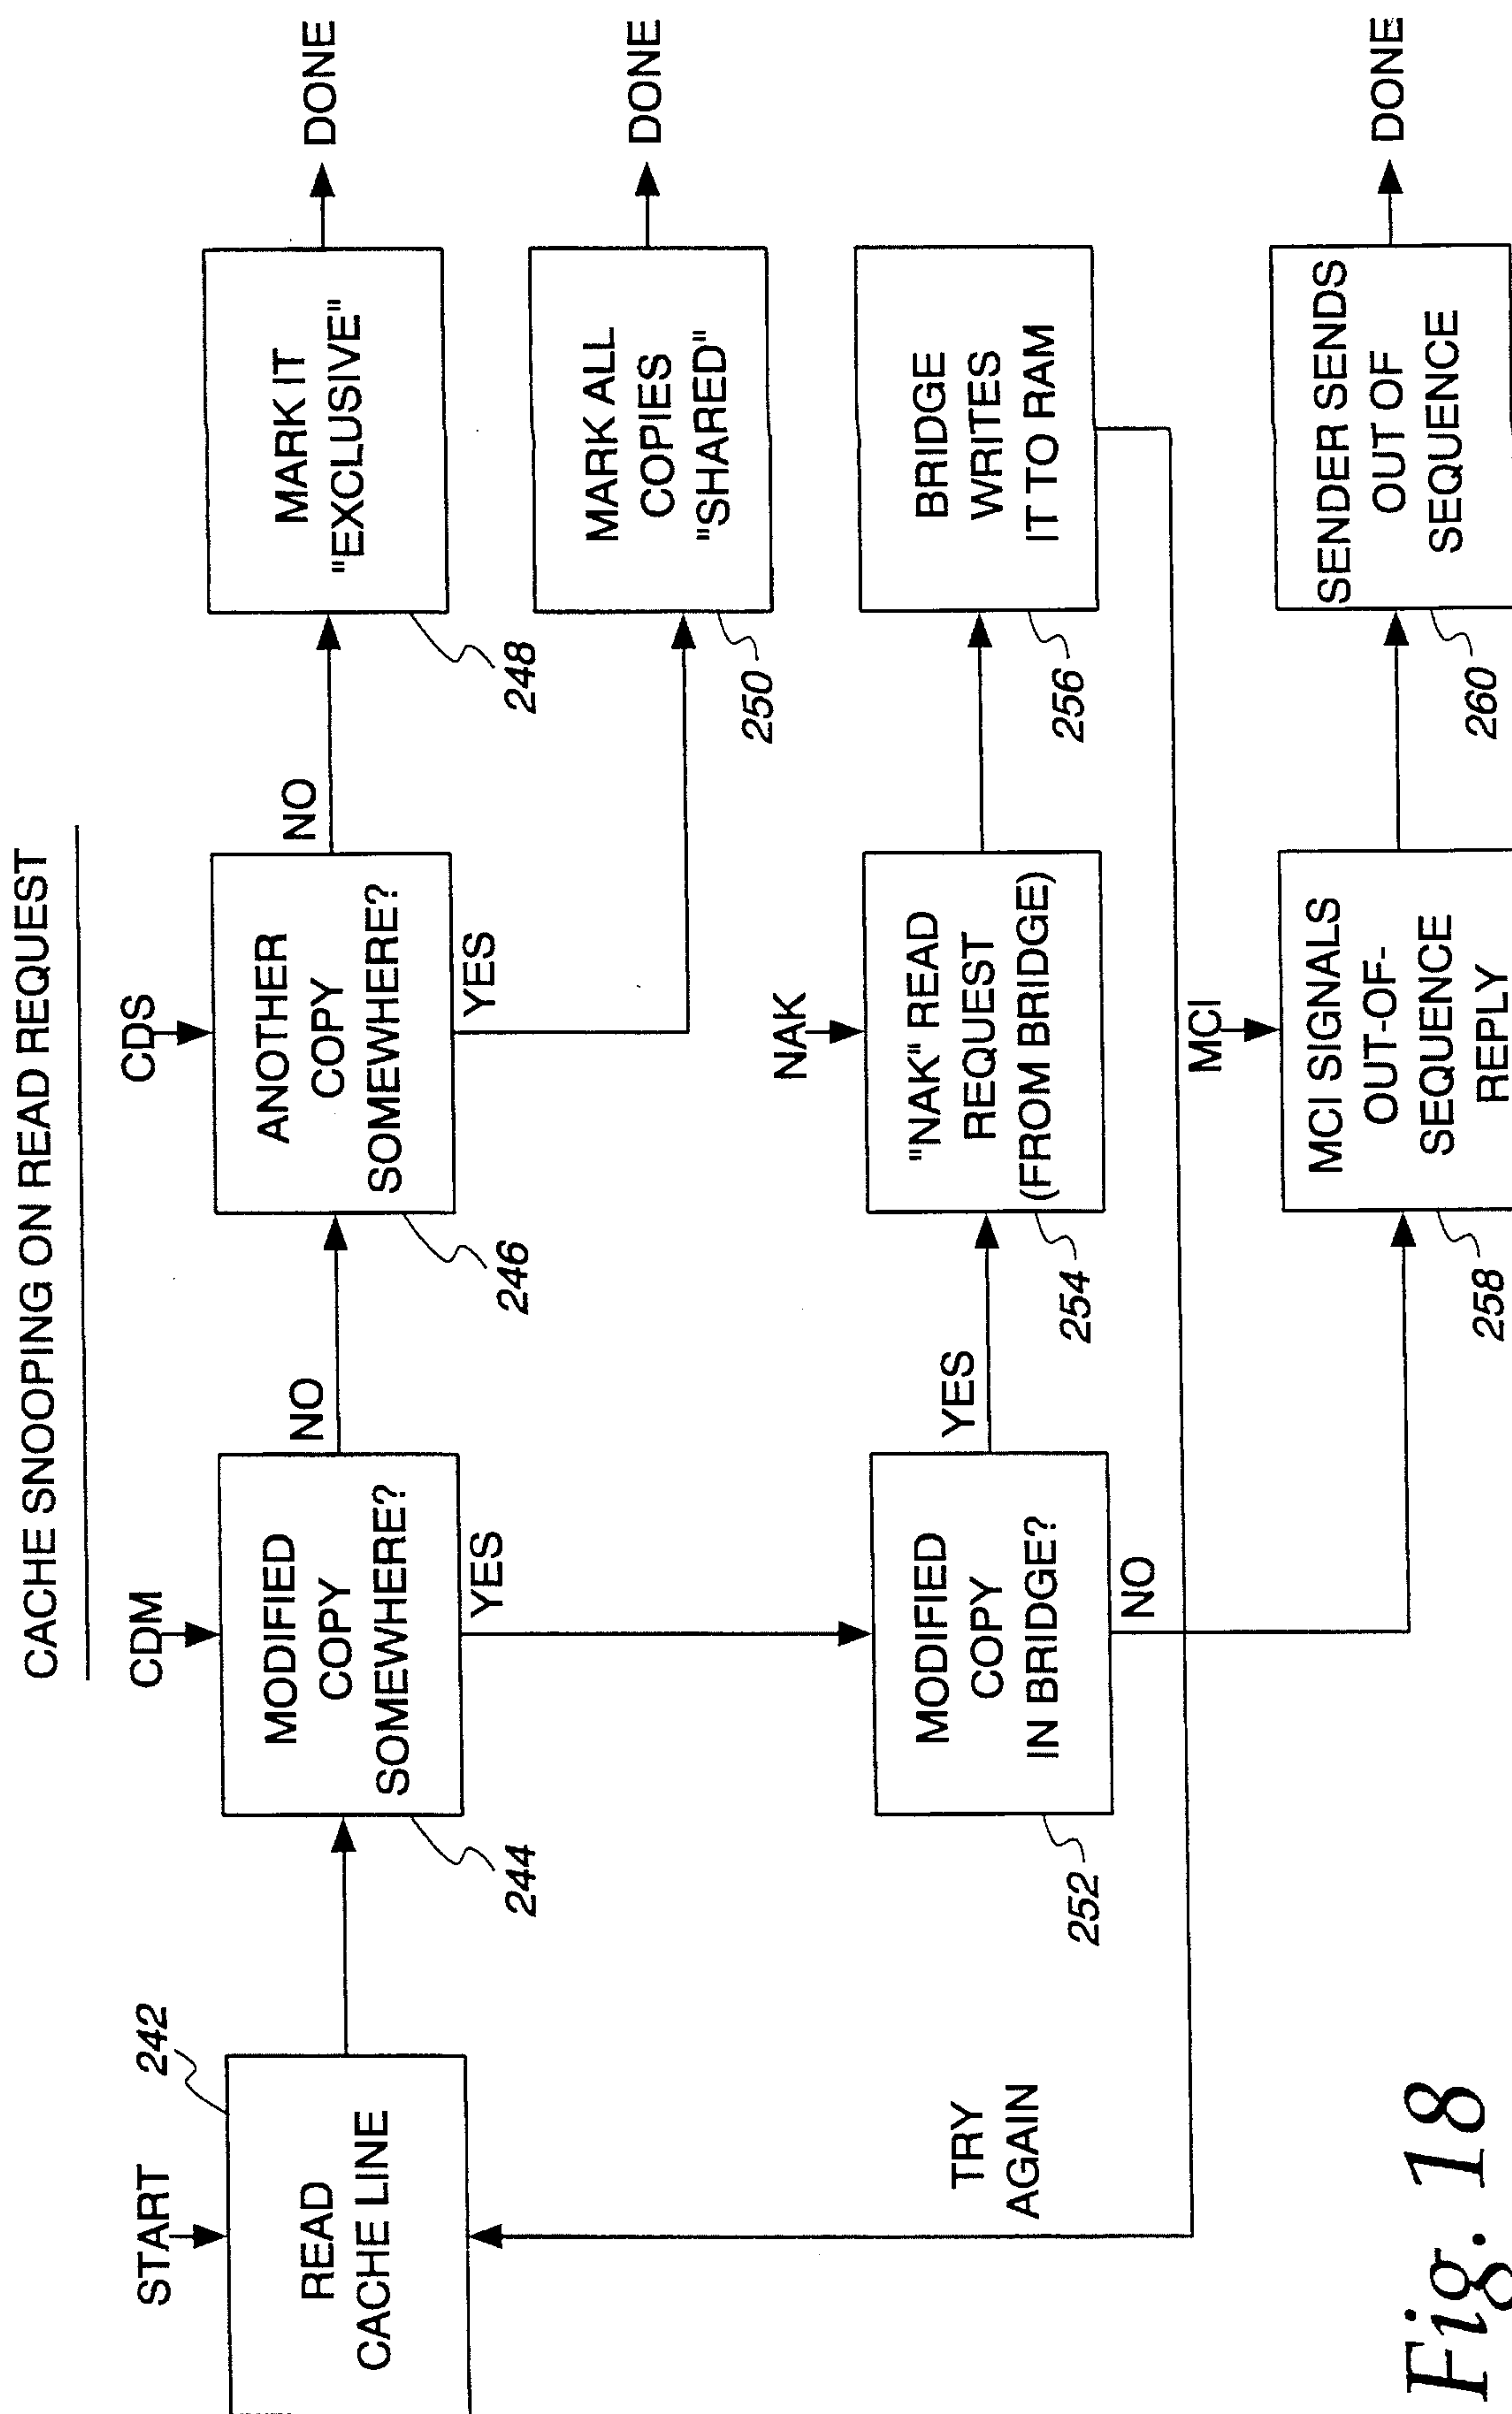 CACHE SNOOPING ON READ REQUEST
START
242
READ
CACHE LINE
CDM
MODIFIED
COPY
SOMEWHERE?
244
NO
YES
CDS
ANOTHER
COPY
SOMEWHERE?
246
NO
YES
MARK IT
"EXCLUSIVE"
248
DONE
MARK ALL
COPIES
"SHARED"
250
DONE
MODIFIED
COPY
IN BRIDGE?
252
YES
NO
NAK
"NAK" READ
REQUEST
(FROM BRIDGE)
254
BRIDGE
WRITES
IT TO RAM
256
TRY
AGAIN
MCI
MCI SIGNALS
OUT-OF-
SEQUENCE
REPLY
258
SENDER SENDS
OUT OF
SEQUENCE
260
DONE
Fig. 18